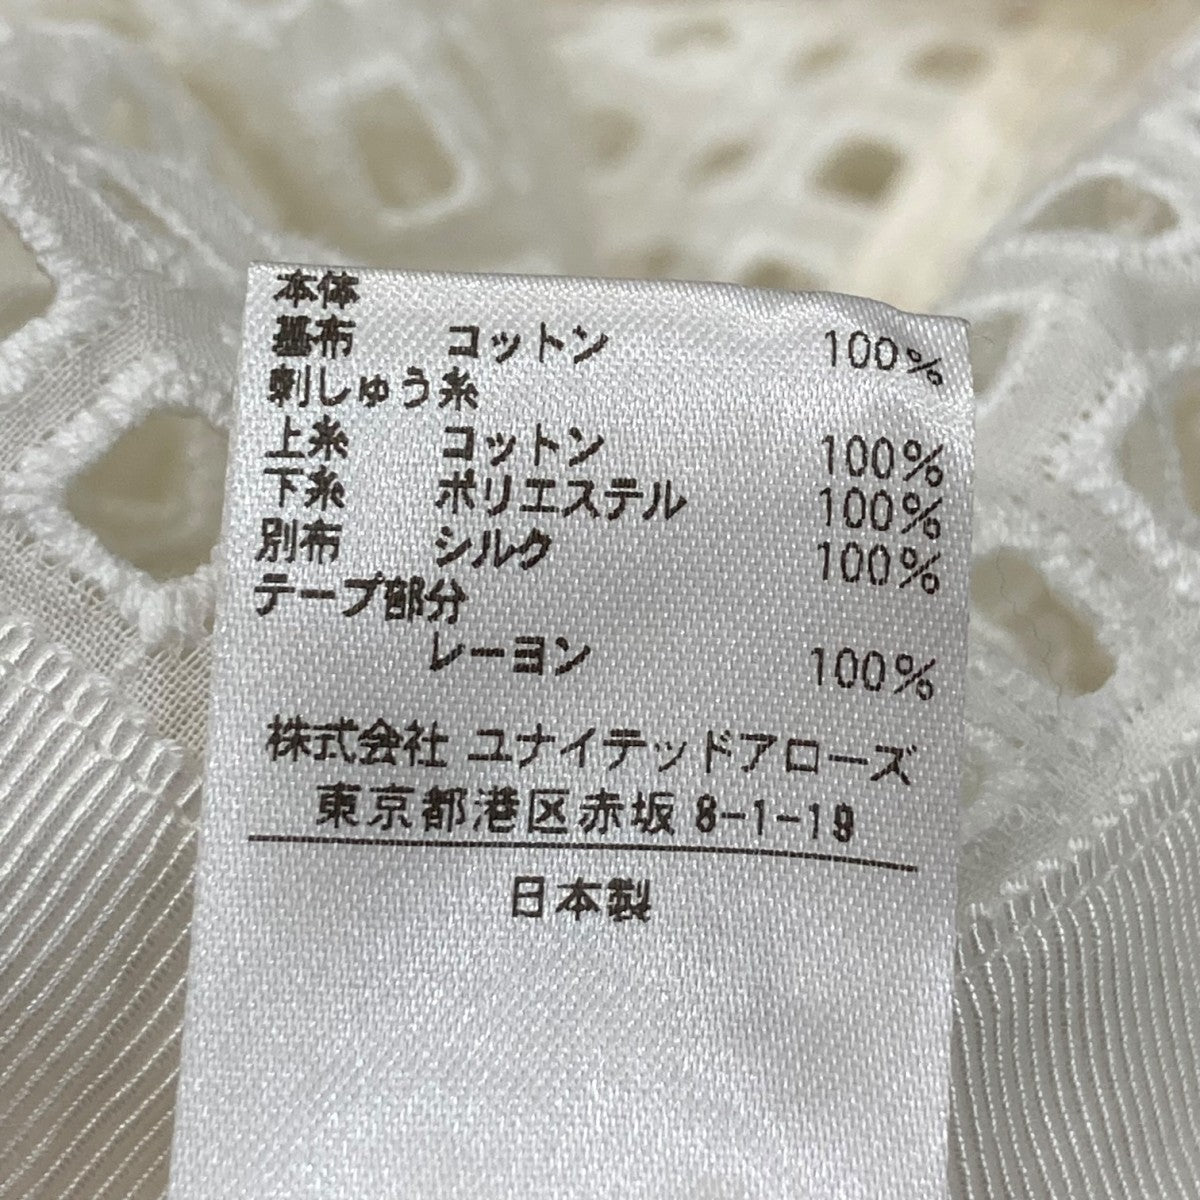 本体
基布 コットン 100%
刺しゅう糸
上糸 コットン 100%
下糸 ポリエステル 100%
別布 シルク 100%
テープ部分
レーヨン 100%
株式会社 ユナイテッドアローズ
東京都港区赤坂 8-1-19
日本製